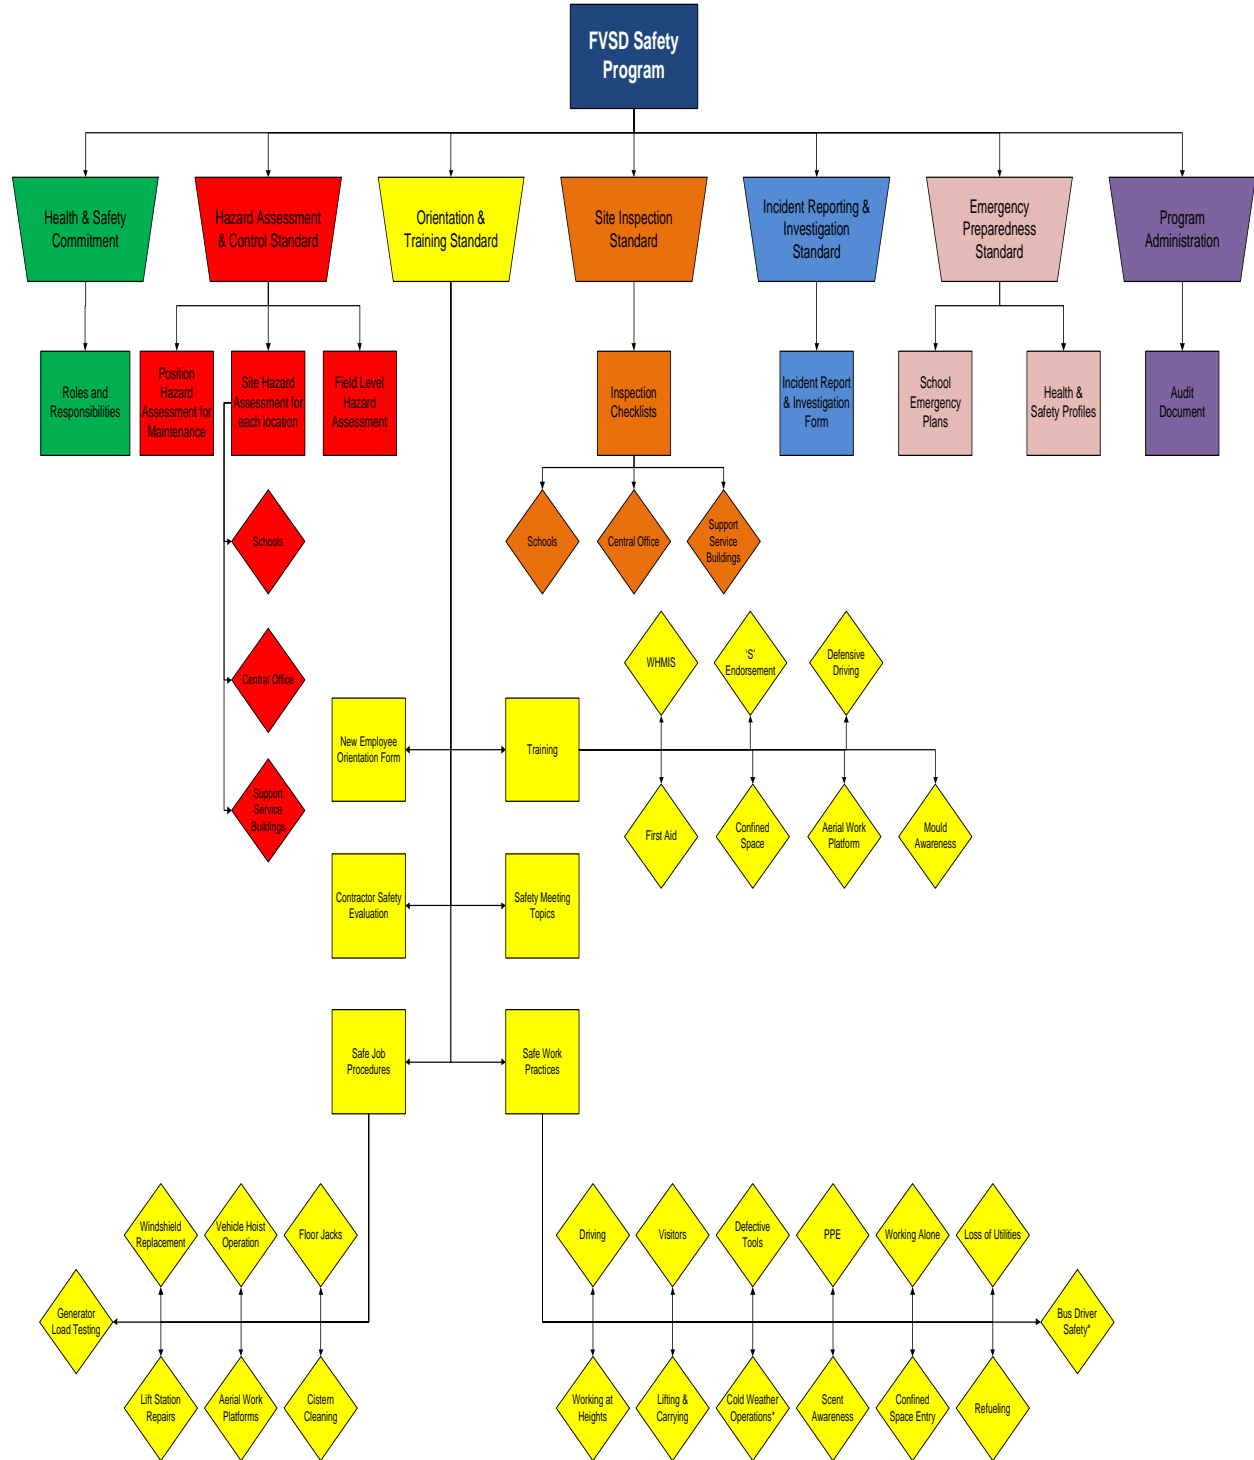 FVSD Safety
Program
Health & Safety
Commitment
Hazard Assessment
& Control Standard
Orientation &
Training Standard
Site Inspection
Standard
Incident Reporting &
Investigation
Standard
Emergency
Preparedness
Standard
Program
Administration
Roles and
Responsibilities
Position
Hazard
Assessment for
Maintenance
Site Hazard
Assessment for
each location
Field Level
Hazard
Assessment
Inspection
Checklists
Incident Report
& Investigation
Form
School
Emergency
Plans
Health &
Safety Profiles
Audit
Document
Schools
Central Office
Support
Service
Buildings
Schools
Central Office
Support
Service
Buildings
WHMIS
'S'
Endorsement
Defensive
Driving
New Employee
Orientation Form
Training
First Aid
Confined
Space
Aerial Work
Platform
Mould
Awareness
Contractor Safety
Evaluation
Safety Meeting
Topics
Safe Job
Procedures
Safe Work
Practices
Windshield
Replacement
Vehicle Hoist
Operation
Floor Jacks
Generator
Load Testing
Lift Station
Repairs
Aerial Work
Platforms
Cistern
Cleaning
Driving
Visitors
Defective
Tools
PPE
Working Alone
Loss of Utilities
Bus Driver
Safety*
Working at
Heights
Lifting &
Carrying
Cold Weather
Operations*
Scent
Awareness
Confined
Space Entry
Refueling